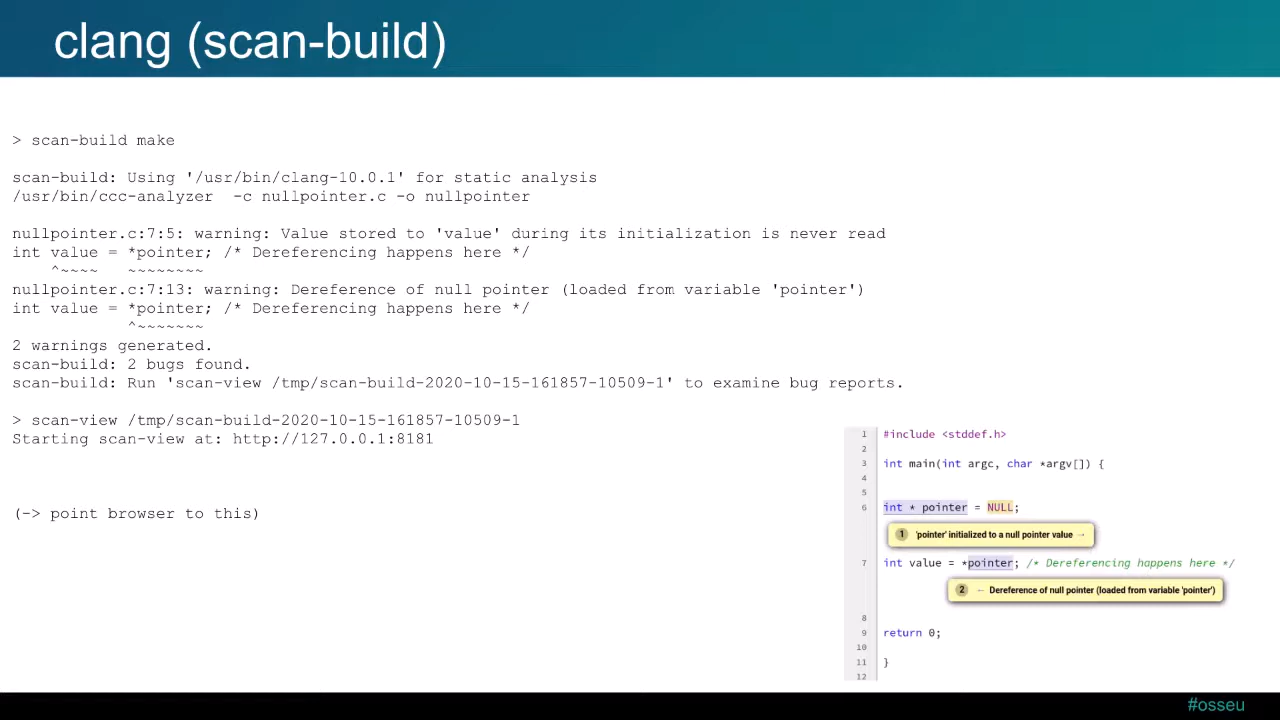 clang (scan-build)
> scan-build make
scan-build: Using '/usr/bin/clang-10.0.1' for static analysis
/usr/bin/ccc-analyzer  -c nullpointer.c -o nullpointer
nullpointer.c:7:5: warning: Value stored to 'value' during its initialization is never read
int value = *pointer; /* Dereferencing happens here */
    ^~~~~   ~~~~~~~~
nullpointer.c:7:13: warning: Dereference of null pointer (loaded from variable 'pointer')
int value = *pointer; /* Dereferencing happens here */
            ^~~~~~~~
2 warnings generated.
scan-build: 2 bugs found.
scan-build: Run 'scan-view /tmp/scan-build-2020-10-15-161857-10509-1' to examine bug reports.
> scan-view /tmp/scan-build-2020-10-15-161857-10509-1
Starting scan-view at: http://127.0.0.1:8181
(-> point browser to this)
1 #include <stddef.h>
2
3 int main(int argc, char *argv[]) {
4
5
6 int * pointer = NULL;
1 'pointer' initialized to a null pointer value →
7 int value = *pointer; /* Dereferencing happens here */
2 ← Dereference of null pointer (loaded from variable 'pointer')
8
9 return 0;
10
11 }
12
#osseu